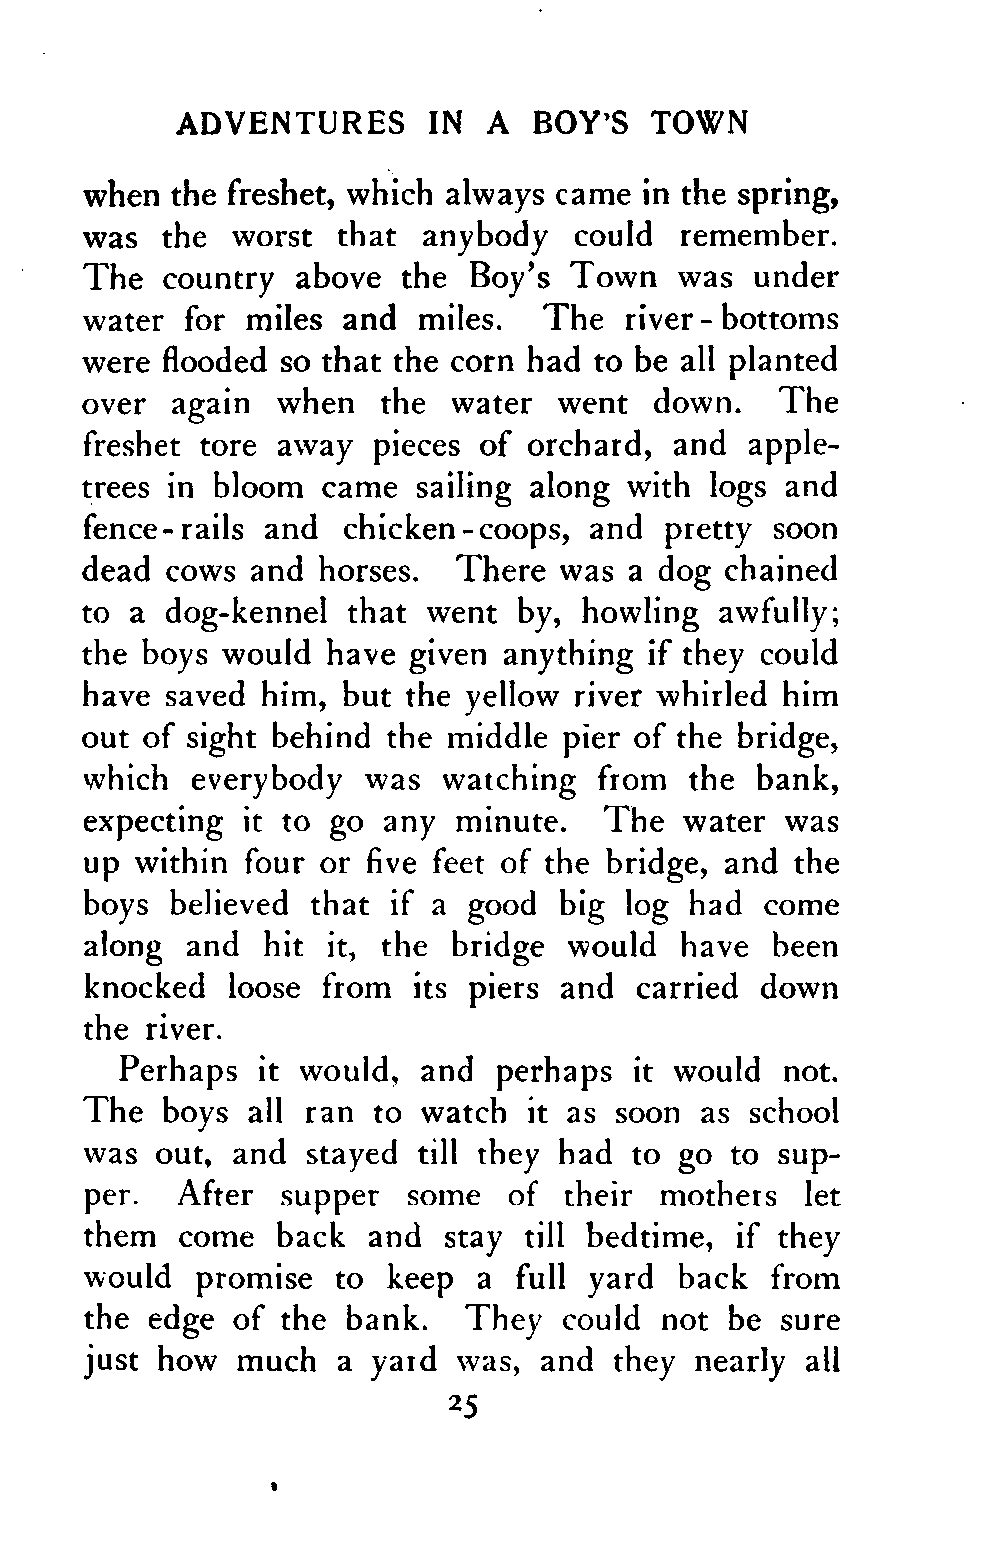 ADVENTURES IN A BOY'S TOWN
when the freshet, which always came in the spring,
was the worst that anybody could remember.
The country above the Boy's Town was under
water for miles and miles. The river-bottoms
were flooded so that the corn had to be all planted
over again when the water went down. The
freshet tore away pieces of orchard, and apple-
trees in bloom came sailing along with logs and
fence-rails and chicken-coops, and pretty soon
dead cows and horses. There was a dog chained
to a dog-kennel that went by, howling awfully;
the boys would have given anything if they could
have saved him, but the yellow river whirled him
out of sight behind the middle pier of the bridge,
which everybody was watching from the bank,
expecting it to go any minute. The water was
up within four or five feet of the bridge, and the
boys believed that if a good big log had come
along and hit it, the bridge would have been
knocked loose from its piers and carried down
the river.
Perhaps it would, and perhaps it would not.
The boys all ran to watch it as soon as school
was out, and stayed till they had to go to sup-
per. After supper some of their mothers let
them come back and stay till bedtime, if they
would promise to keep a full yard back from
the edge of the bank. They could not be sure
just how much a yard was, and they nearly all
25